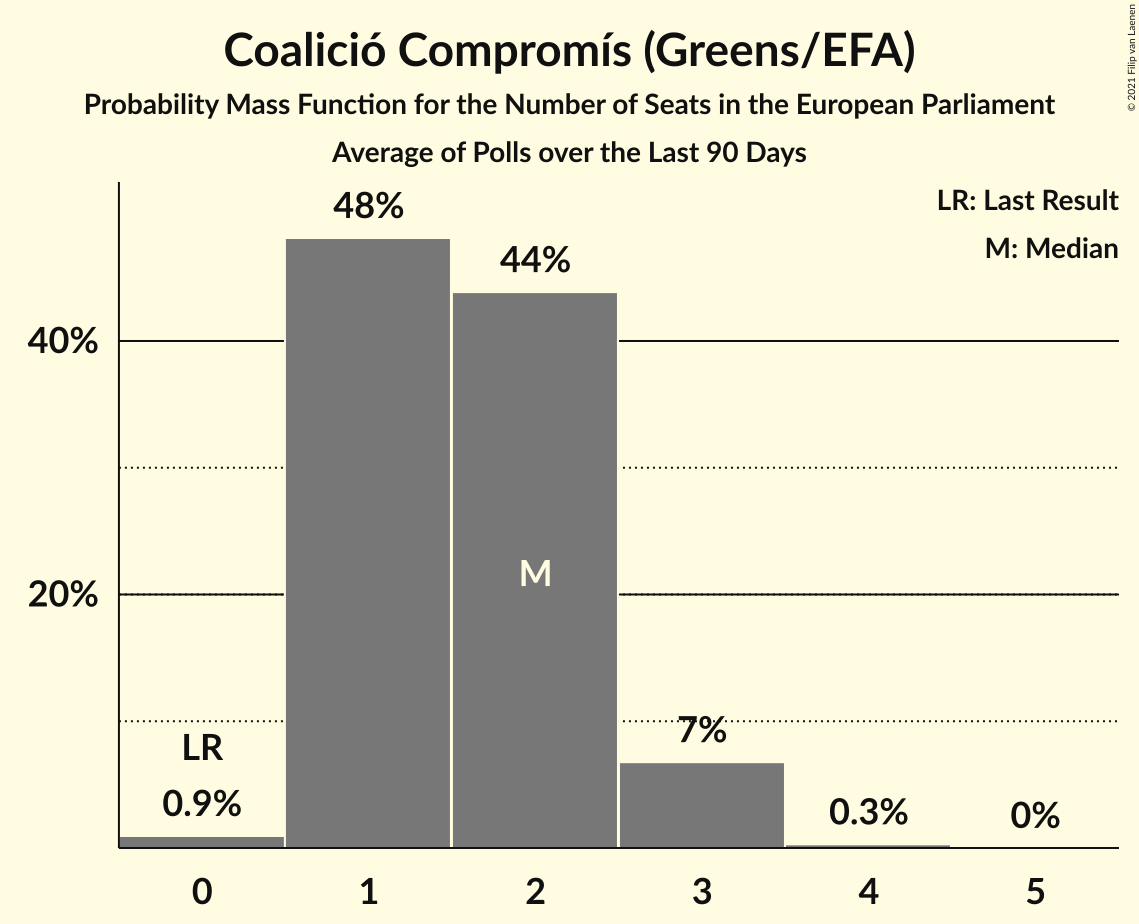 Coalició Compromís (Greens/EFA)
Probability Mass Function for the Number of Seats in the European Parliament
Average of Polls over the Last 90 Days
© 2021 Filip van Laenen
LR: Last Result
M: Median
48%
44%
40%
M
20%
7%
LR
0.9%
0.3%
0%
0 1 2 3 4 5